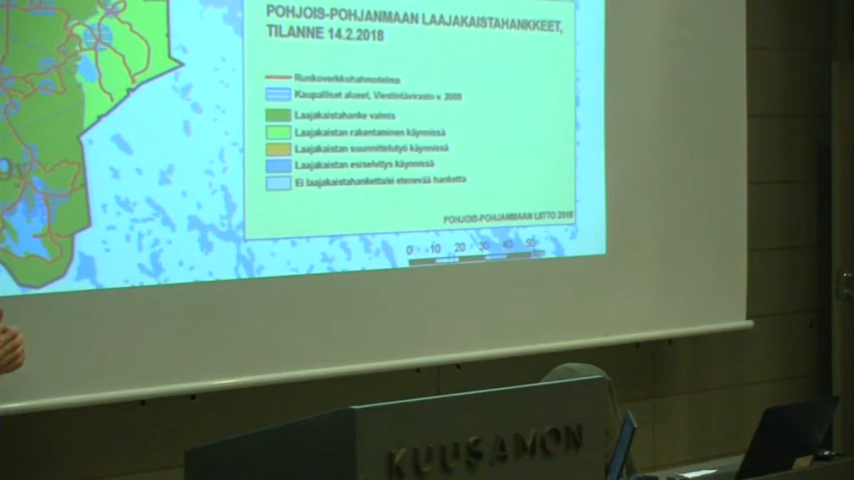 POHJOIS-POHJANMAAN LAAJAKAISTAHANKKEET,
TILANNE 14.2.2018
Runkoverkkohahmotelma
Kaupalliset alueet, Viestintävirasto v. 2009
Laajakaistahanke valmis
Laajakaistan rakentaminen käynnissä
Laajakaistan suunnittelutyö käynnissä
Laajakaistan esiselvitys käynnissä
Ei laajakaistahanketta/ei etenevää hanketta
POHJOIS-POHJANMAAN LIITTO 2018
0 10 20 30 40 50
KUUSAMON